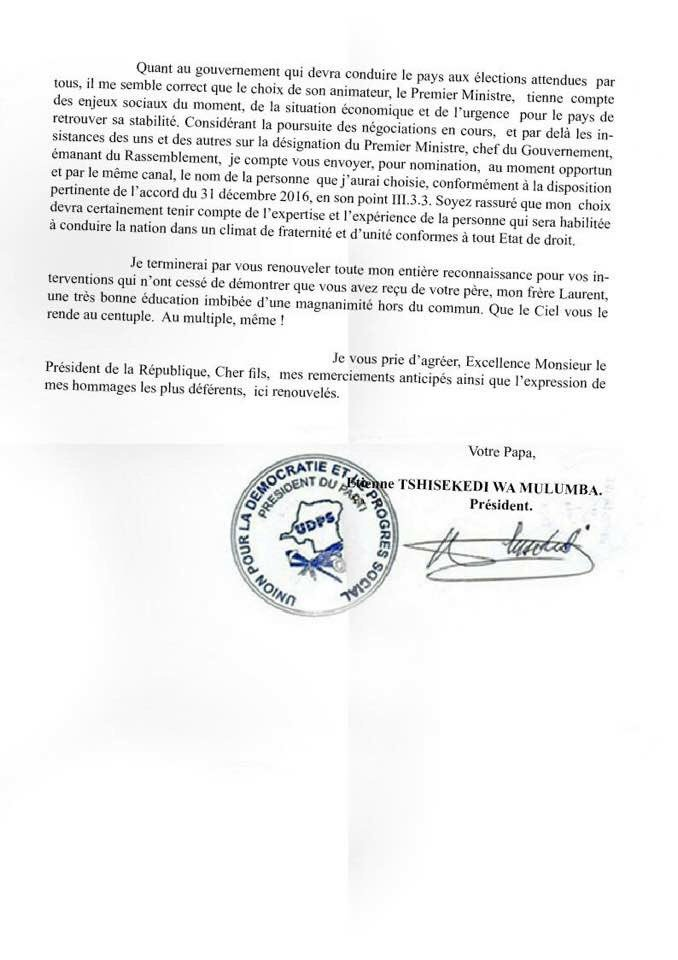 Quant au gouvernement qui devra conduire le pays aux élections attendues par
tous, il me semble correct que le choix de son animateur, le Premier Ministre, tienne compte
des enjeux sociaux du moment, de la situation économique et de l'urgence pour le pays de
retrouver sa stabilité. Considérant la poursuite des négociations en cours, et par delà les in-
sistances des uns et des autres sur la désignation du Premier Ministre, chef du Gouvernement,
émanant du Rassemblement, je compte vous envoyer, pour nomination, au moment opportun
et par le même canal, le nom de la personne que j'aurai choisie, conformément à la disposition
pertinente de l'accord du 31 décembre 2016, en son point III.3.3. Soyez rassuré que mon choix
devra certainement tenir compte de l'expertise et l'expérience de la personne qui sera habilitée
à conduire la nation dans un climat de fraternité et d'unité conformes à tout Etat de droit.
Je terminerai par vous renouveler toute mon entière reconnaissance pour vos in-
terventions qui n'ont cessé de démontrer que vous avez reçu de votre père, mon frère Laurent,
une très bonne éducation imbibée d'une magnanimité hors du commun. Que le Ciel vous le
rende au centuple. Au multiple, même !
Je vous prie d'agréer, Excellence Monsieur le
Président de la République, Cher fils, mes remerciements anticipés ainsi que l'expression de
mes hommages les plus déférents, ici renouvelés.
Votre Papa,
Etienne TSHISEKEDI WA MULUMBA.
Président.
UNION POUR LA DEMOCRATIE ET LE PROGRES SOCIAL
PRESIDENT DU PARTI
UDPS